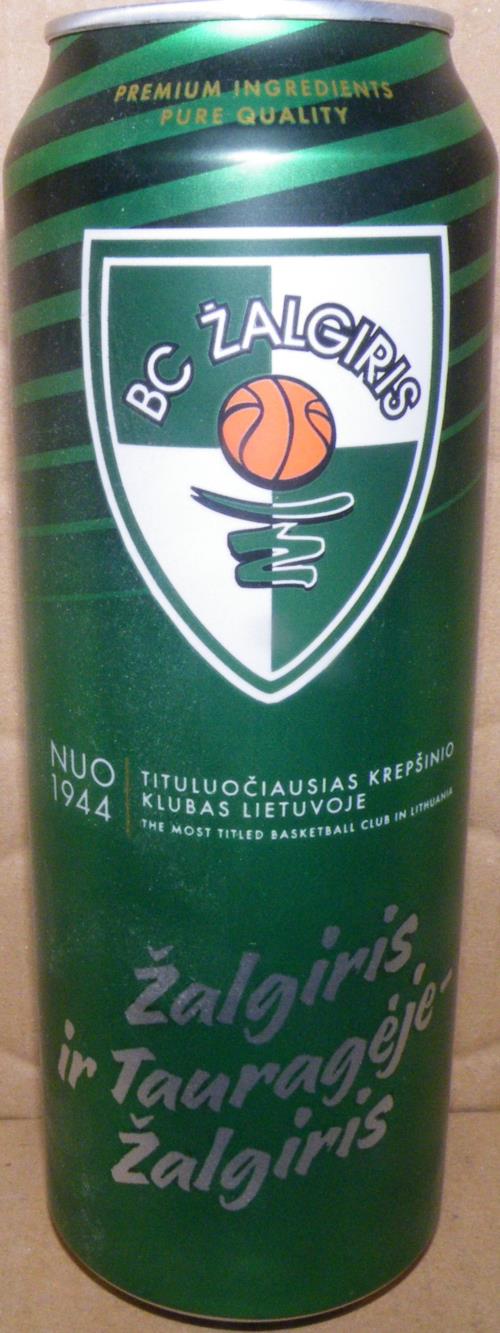 PREMIUM INGREDIENTS
PURE QUALITY
BC ŽALGIRIS
NUO
1944
TITULUOČIAUSIAS KREPŠINIO
KLUBAS LIETUVOJE
THE MOST TITLED BASKETBALL CLUB IN LITHUANIA
Žalgiris
ir Tauragėje-
Žalgiris